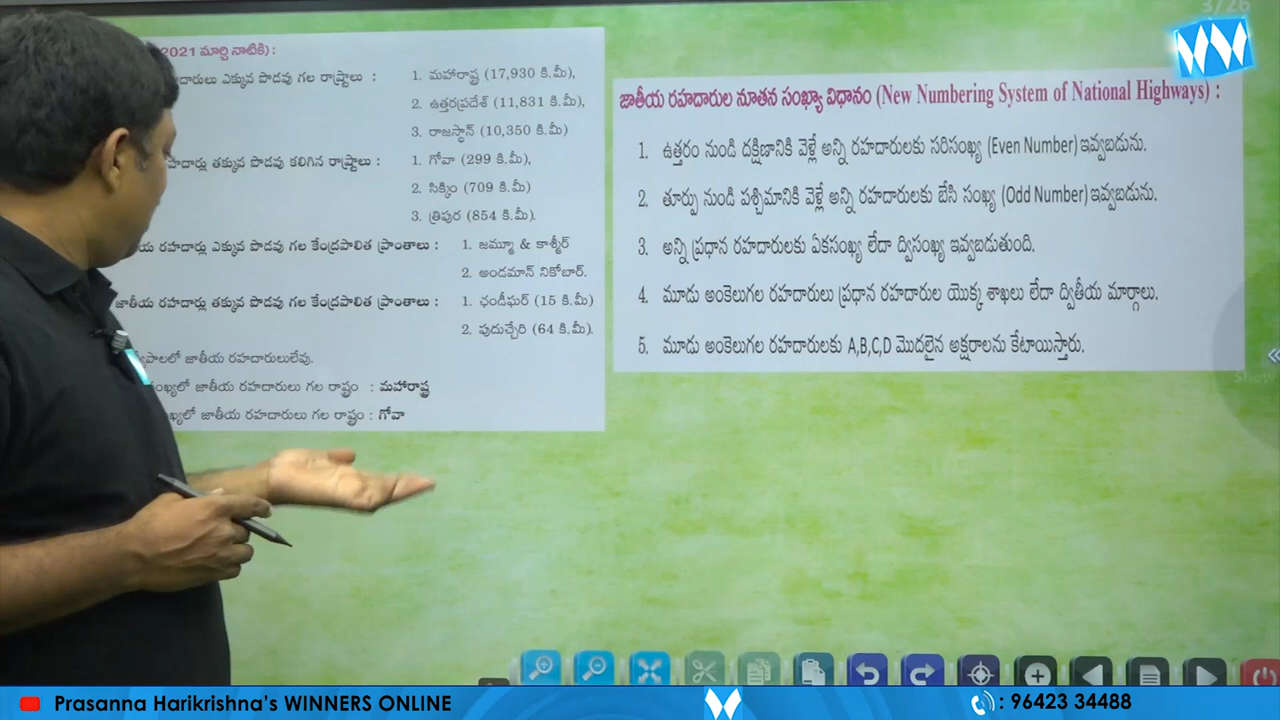 3/26
2021 మార్చి నాటికి) :
ఎక్కువ పొడవు గల రాష్ట్రాలు : 1. మహారాష్ట్ర (17,930 కి.మీ),
2. ఉత్తరప్రదేశ్ (11,831 కి.మీ),
3. రాజస్థాన్ (10,350 కి.మీ)
తక్కువ పొడవు కలిగిన రాష్ట్రాలు : 1. గోవా (299 కి.మీ),
2. సిక్కిం (709 కి.మీ)
3. త్రిపుర (854 కి.మీ).
రహదార్లు ఎక్కువ పొడవు గల కేంద్రపాలిత ప్రాంతాలు : 1. జమ్మూ & కాశ్మీర్
2. అండమాన్ నికోబార్.
జాతీయ రహదార్లు తక్కువ పొడవు గల కేంద్రపాలిత ప్రాంతాలు : 1. ఛండీఘర్ (15 కి.మీ)
2. పుదుచ్చేరి (64 కి.మీ).
జాతీయ రహదారులులేవు.
జాతీయ రహదారులు గల రాష్ట్రం : మహారాష్ట్ర
జాతీయ రహదారులు గల రాష్ట్రం : గోవా
జాతీయ రహదారుల నూతన సంఖ్యా విధానం (New Numbering System of National Highways) :
1. ఉత్తరం నుండి దక్షిణానికి వెళ్లే అన్ని రహదారులకు సరిసంఖ్య (Even Number) ఇవ్వబడును.
2. తూర్పు నుండి పశ్చిమానికి వెళ్లే అన్ని రహదారులకు బేసి సంఖ్య (Odd Number) ఇవ్వబడును.
3. అన్ని ప్రధాన రహదారులకు ఏకసంఖ్య లేదా ద్విసంఖ్య ఇవ్వబడుతుంది.
4. మూడు అంకెలుగల రహదారులు ప్రధాన రహదారుల యొక్క శాఖలు లేదా ద్వితీయ మార్గాలు.
5. మూడు అంకెలుగల రహదారులకు A,B,C,D మొదలైన అక్షరాలను కేటాయిస్తారు.
Prasanna Harikrishna's WINNERS ONLINE
: 96423 34488